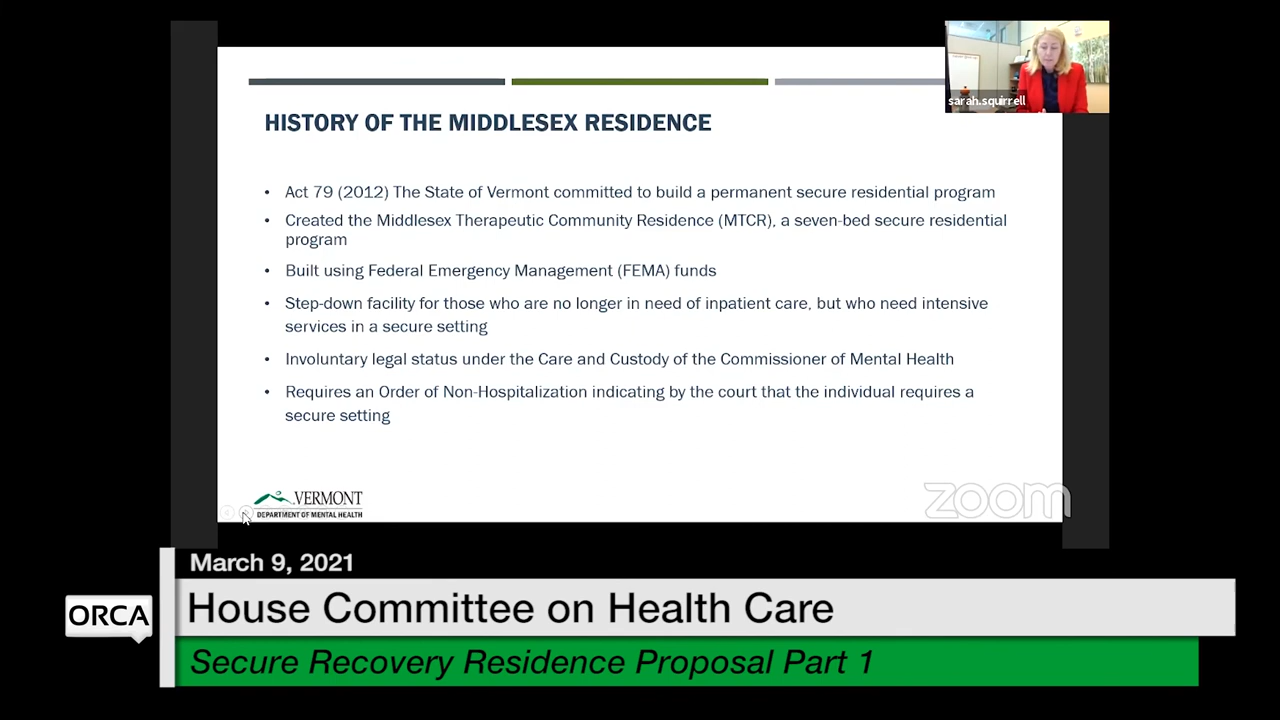 sarah.squirrell
HISTORY OF THE MIDDLESEX RESIDENCE
• Act 79 (2012) The State of Vermont committed to build a permanent secure residential program
• Created the Middlesex Therapeutic Community Residence (MTCR), a seven-bed secure residential
program
• Built using Federal Emergency Management (FEMA) funds
• Step-down facility for those who are no longer in need of inpatient care, but who need intensive
services in a secure setting
• Involuntary legal status under the Care and Custody of the Commissioner of Mental Health
• Requires an Order of Non-Hospitalization indicating by the court that the individual requires a
secure setting
VERMONT
DEPARTMENT OF MENTAL HEALTH
zoom
March 9, 2021
ORCA
House Committee on Health Care
Secure Recovery Residence Proposal Part 1